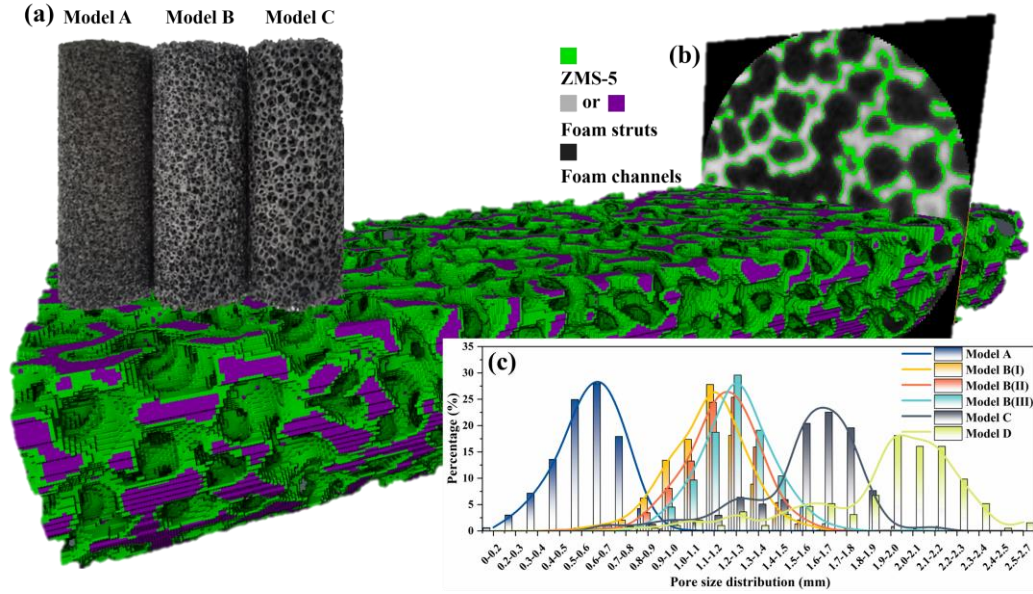 (a) Model A Model B Model C
ZMS-5
or
Foam struts
Foam channels
(b)
(c)
35
30
25
20
15
10
5
0
Percentage (%)
Model A
Model B(I)
Model B(II)
Model B(III)
Model C
Model D
0-0.2
0.2-0.3
0.3-0.4
0.4-0.5
0.5-0.6
0.6-0.7
0.7-0.8
0.8-0.9
0.9-1.0
1.0-1.1
1.1-1.2
1.2-1.3
1.3-1.4
1.4-1.5
1.5-1.6
1.6-1.7
1.7-1.8
1.8-1.9
1.9-2.0
2.0-2.1
2.1-2.2
2.2-2.3
2.3-2.4
2.4-2.5
2.5-2.7
Pore size distribution (mm)